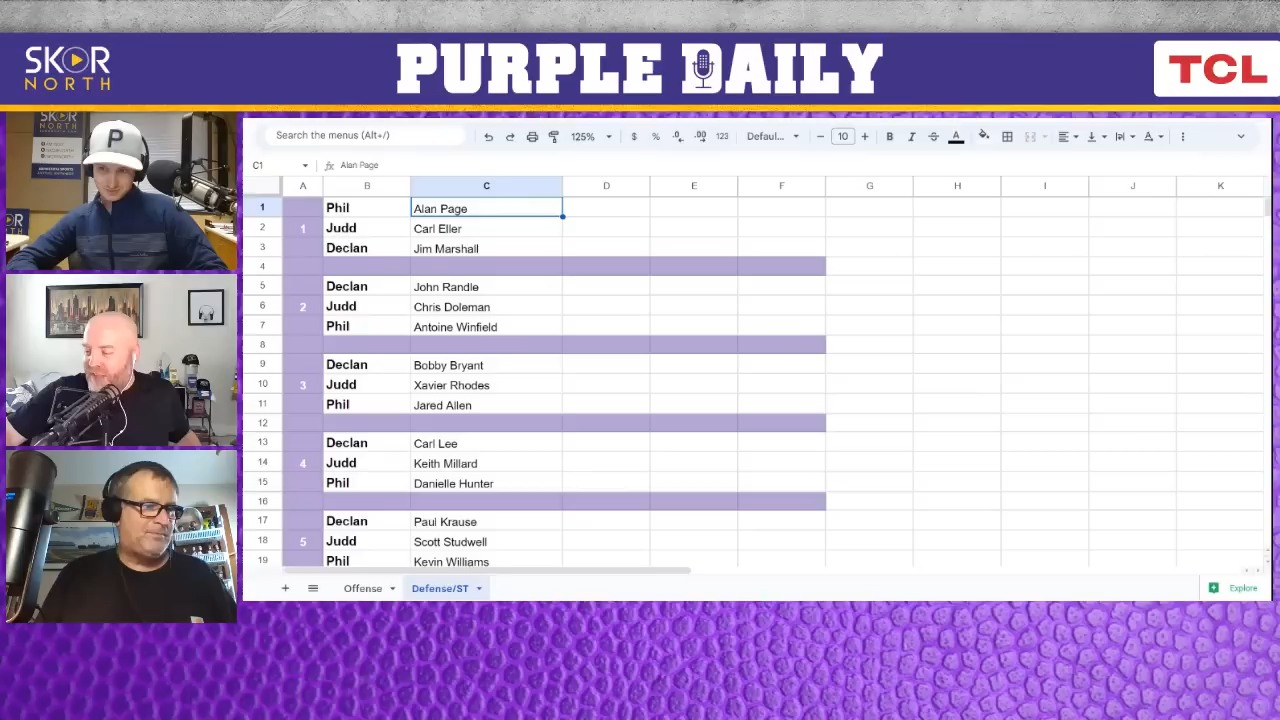 SKOR
NORTH
PURPLE DAILY
TCL
SKOR
NORTH
P
Search the menus (Alt+/)
125%
$ % .0 .00 123
Defaul...
− 10 +
B I S A
C1
fx Alan Page
A B C D E F G H I J K
1 Phil Alan Page
2 1 Judd Carl Eller
3 Declan Jim Marshall
4
5 Declan John Randle
6 2 Judd Chris Doleman
7 Phil Antoine Winfield
8
9 Declan Bobby Bryant
10 3 Judd Xavier Rhodes
11 Phil Jared Allen
12
13 Declan Carl Lee
14 4 Judd Keith Millard
15 Phil Danielle Hunter
16
17 Declan Paul Krause
18 5 Judd Scott Studwell
19 Phil Kevin Williams
+ Offense Defense/ST Explore